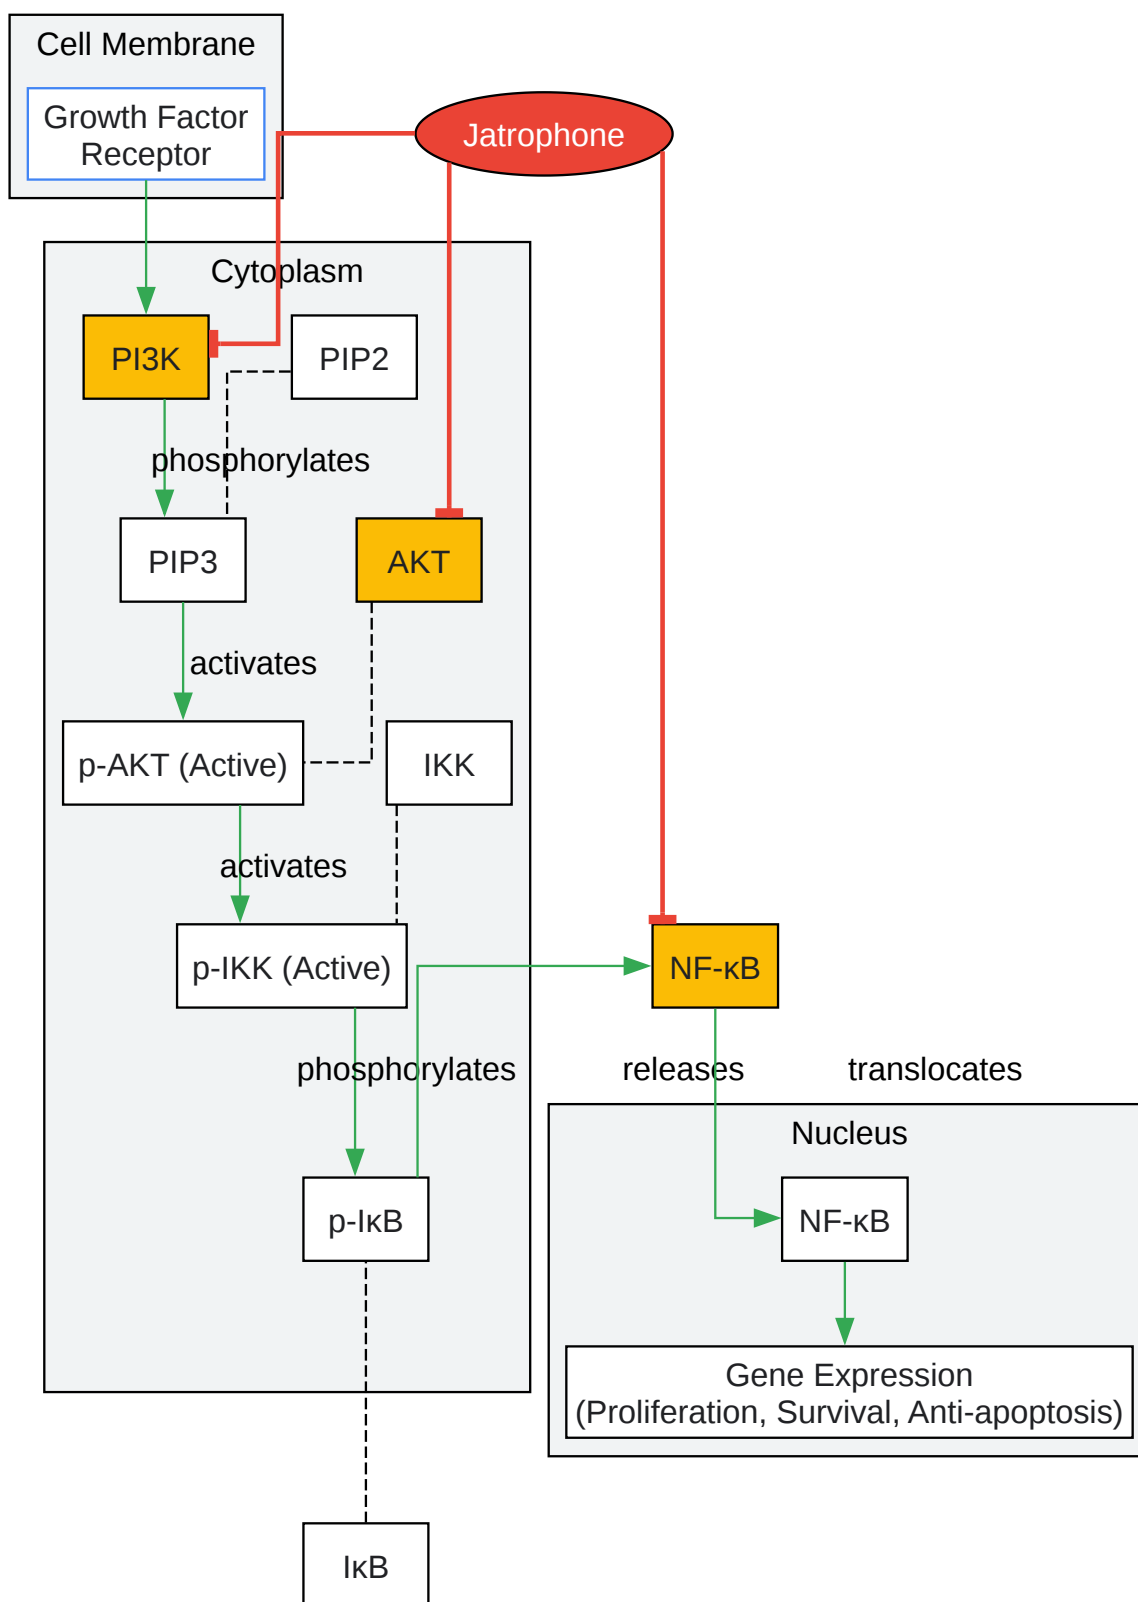 Cell Membrane
Growth Factor
Receptor
Jatrophone
Cytoplasm
PI3K
PIP2
phosphorylates
PIP3
AKT
activates
p-AKT (Active)
IKK
activates
p-IKK (Active)
NF-κB
phosphorylates
releases
translocates
Nucleus
p-IκB
NF-κB
Gene Expression
(Proliferation, Survival, Anti-apoptosis)
IκB